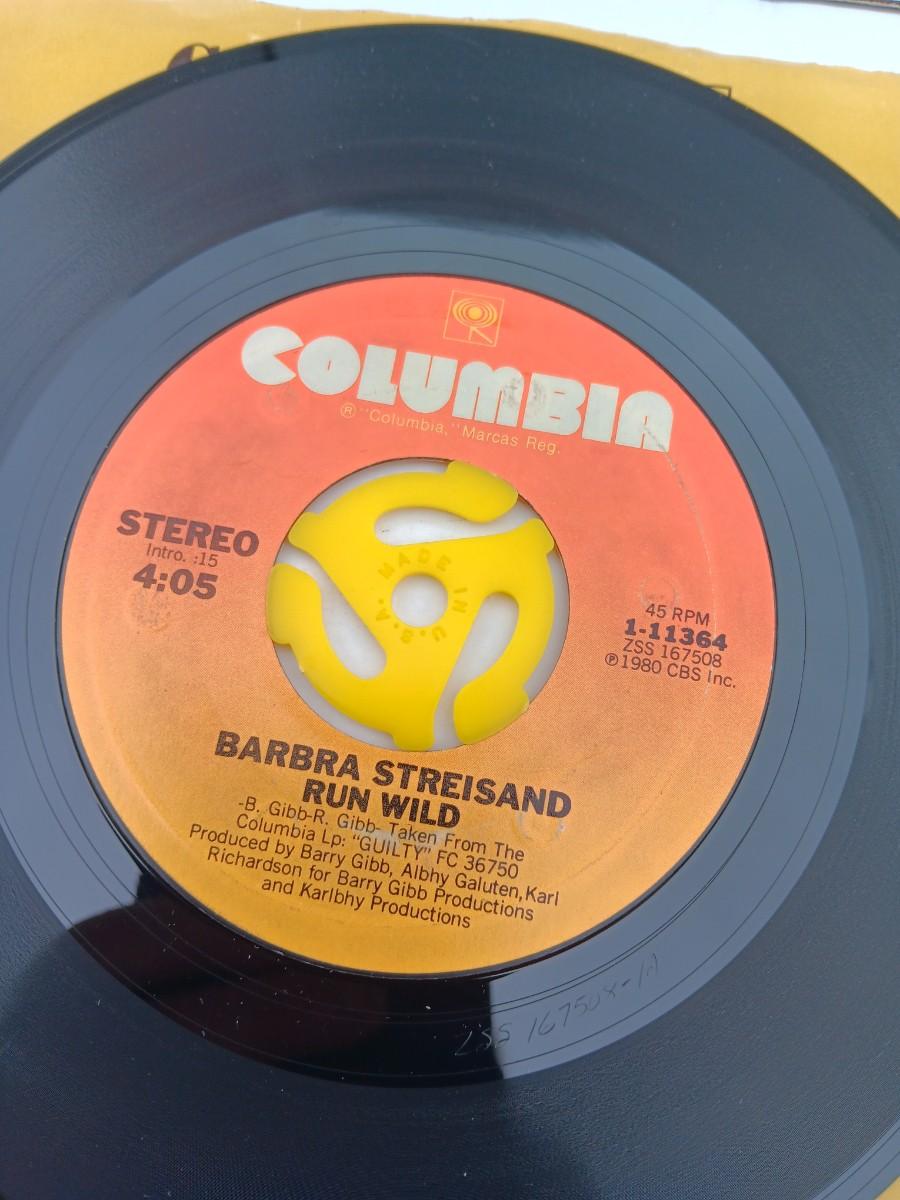 COLUMBIA
® "Columbia," Marcas Reg.
STEREO
Intro. :15
4:05
MADE IN U.S.A.
45 RPM
1-11364
ZSS 167508
℗ 1980 CBS Inc.
BARBRA STREISAND
RUN WILD
-B. Gibb-R. Gibb- Taken From The
Columbia Lp: "GUILTY" FC 36750
Produced by Barry Gibb, Albhy Galuten, Karl
Richardson for Barry Gibb Productions
and Karlbhy Productions
ZSS 167508-1A